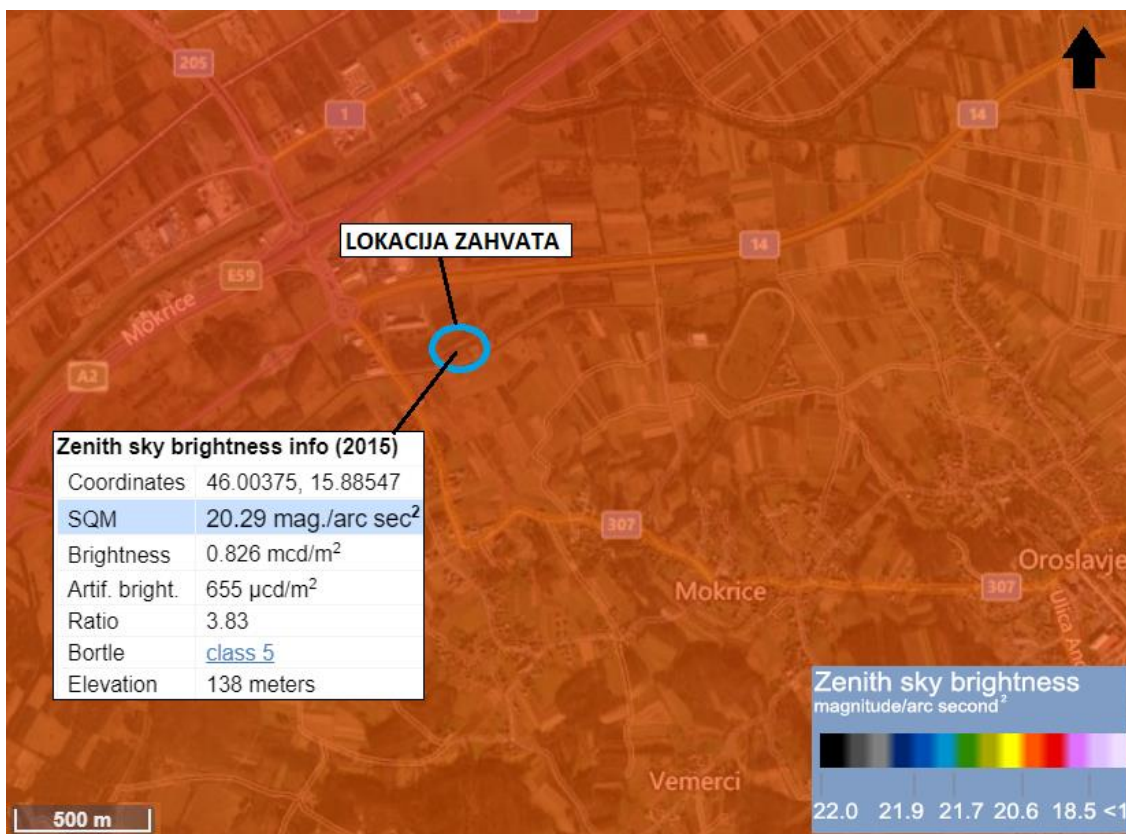 1
205
1
14
LOKACIJA ZAHVATA
14
E59
Mokrice
A2
Zenith sky brightness info (2015)
Coordinates 46.00375, 15.88547
SQM 20.29 mag./arc sec²
Brightness 0.826 mcd/m²
Artif. bright. 655 µcd/m²
Ratio 3.83
Bortle class 5
Elevation 138 meters
307
Oroslavje
Mokrice
307
Ulica
Zenith sky brightness
magnitude/arc second²
Vemerci
22.0 21.9 21.7 20.6 18.5 <1
500 m